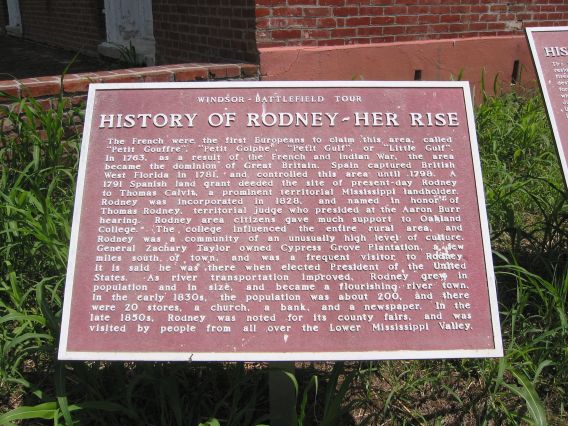 WINDSOR - BATTLEFIELD TOUR
HISTORY OF RODNEY-HER RISE
The French were the first Europeans to claim this area, called
"Petit Gouffre", "Petit Golphe", "Petit Gulf", or "Little Gulf".
In 1763, as a result of the French and Indian War, the area
became the dominion of Great Britain. Spain captured British
West Florida in 1781, and controlled this area until 1798. A
1791 Spanish land grant deeded the site of present-day Rodney
to Thomas Calvit, a prominent territorial Mississippi landholder.
Rodney was incorporated in 1828, and named in honor of
Thomas Rodney, territorial judge who presided at the Aaron Burr
hearing. Rodney area citizens gave much support to Oakland
College. The college influenced the entire rural area, and
Rodney was a community of an unusually high level of culture.
General Zachary Taylor owned Cypress Grove Plantation, a few
miles south of town, and was a frequent visitor to Rodney.
It is said he was there when elected President of the United
States. As river transportation improved, Rodney grew in
population and in size, and became a flourishing river town.
In the early 1830s, the population was about 200, and there
were 20 stores, a church, a bank, and a newspaper. In the
late 1850s, Rodney was noted for its county fairs, and was
visited by people from all over the Lower Mississippi Valley.
HIS